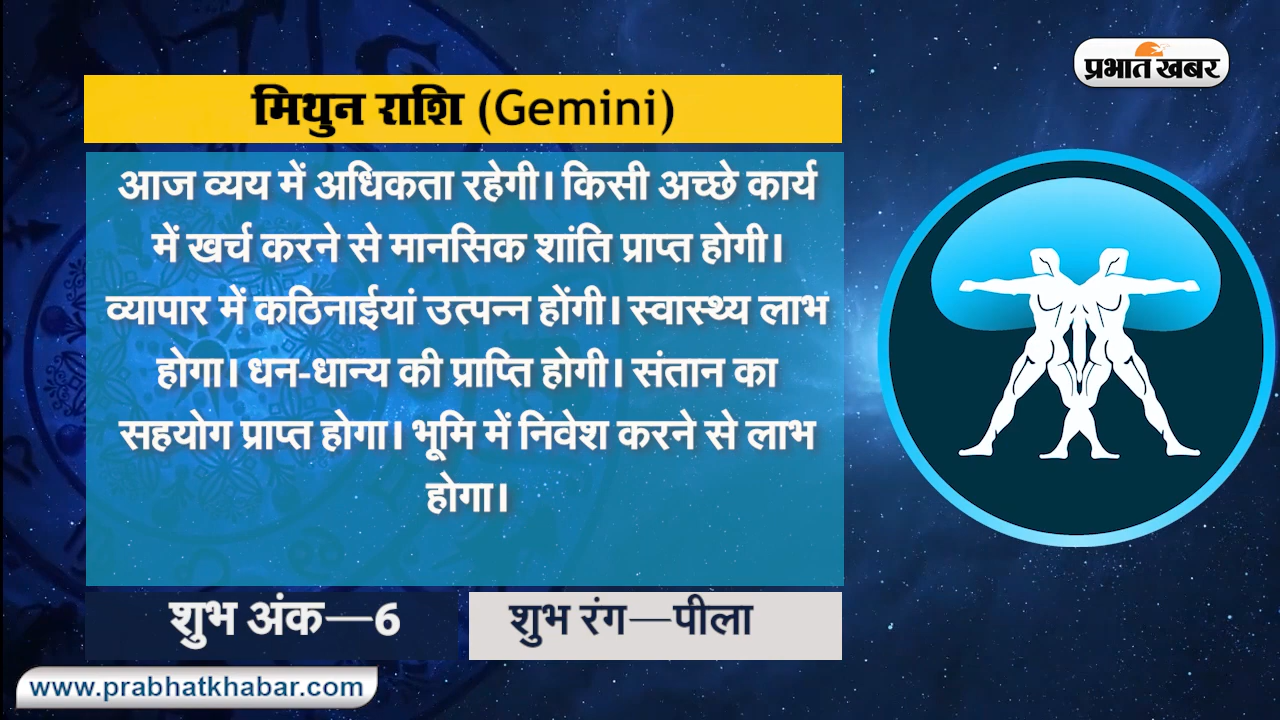 प्रभात खबर
मिथुन राशि (Gemini)
आज व्यय में अधिकता रहेगी। किसी अच्छे कार्य
में खर्च करने से मानसिक शांति प्राप्त होगी।
व्यापार में कठिनाईयां उत्पन्न होंगी। स्वास्थ्य लाभ
होगा। धन-धान्य की प्राप्ति होगी। संतान का
सहयोग प्राप्त होगा। भूमि में निवेश करने से लाभ
होगा।
शुभ अंक—6
शुभ रंग—पीला
www.prabhatkhabar.com